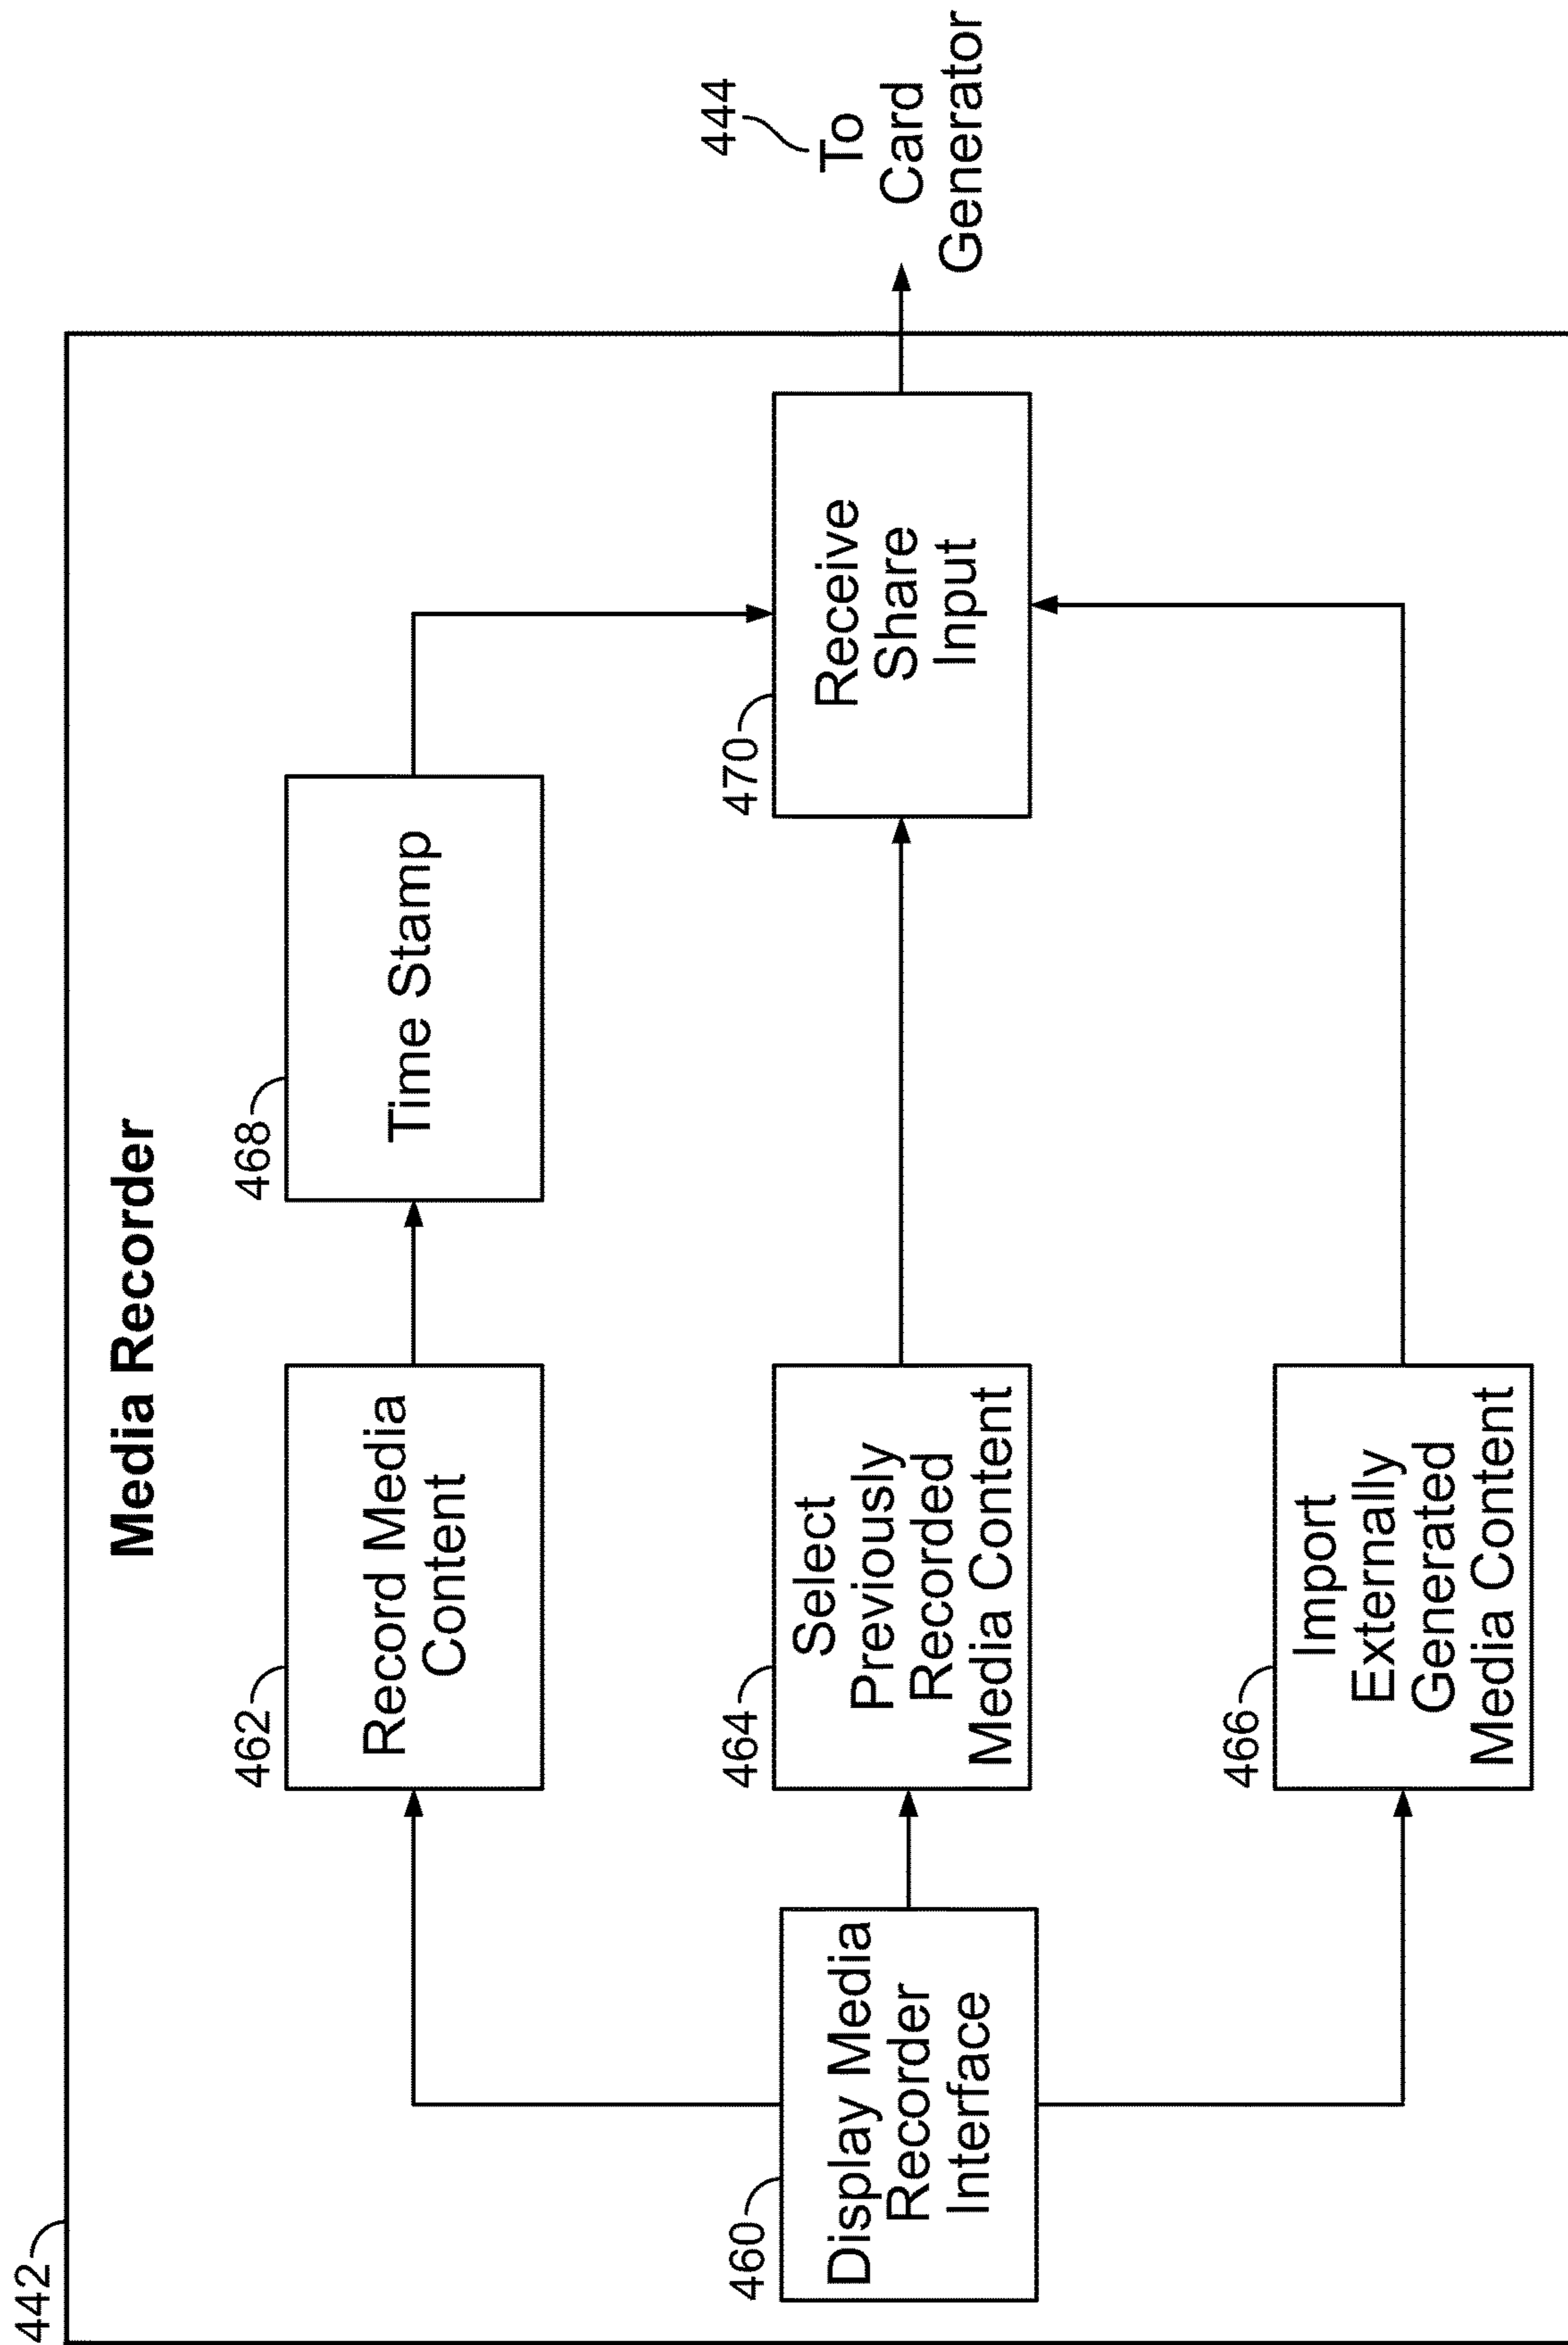 442
Media Recorder
462
Record Media
Content
468
Time Stamp
460
Display Media
Recorder
Interface
464
Select
Previously
Recorded
Media Content
470
Receive
Share
Input
444
To
Card
Generator
466
Import
Externally
Generated
Media Content